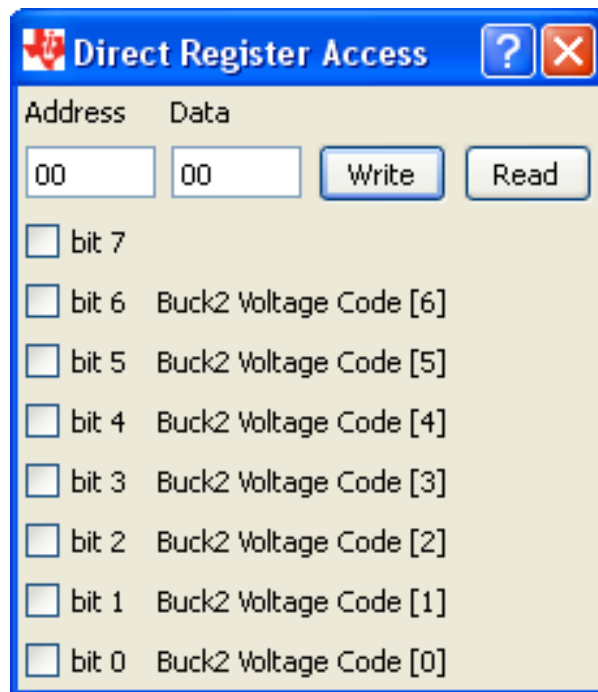 Direct Register Access
Address Data
00 00 Write Read
bit 7
bit 6 Buck2 Voltage Code [6]
bit 5 Buck2 Voltage Code [5]
bit 4 Buck2 Voltage Code [4]
bit 3 Buck2 Voltage Code [3]
bit 2 Buck2 Voltage Code [2]
bit 1 Buck2 Voltage Code [1]
bit 0 Buck2 Voltage Code [0]